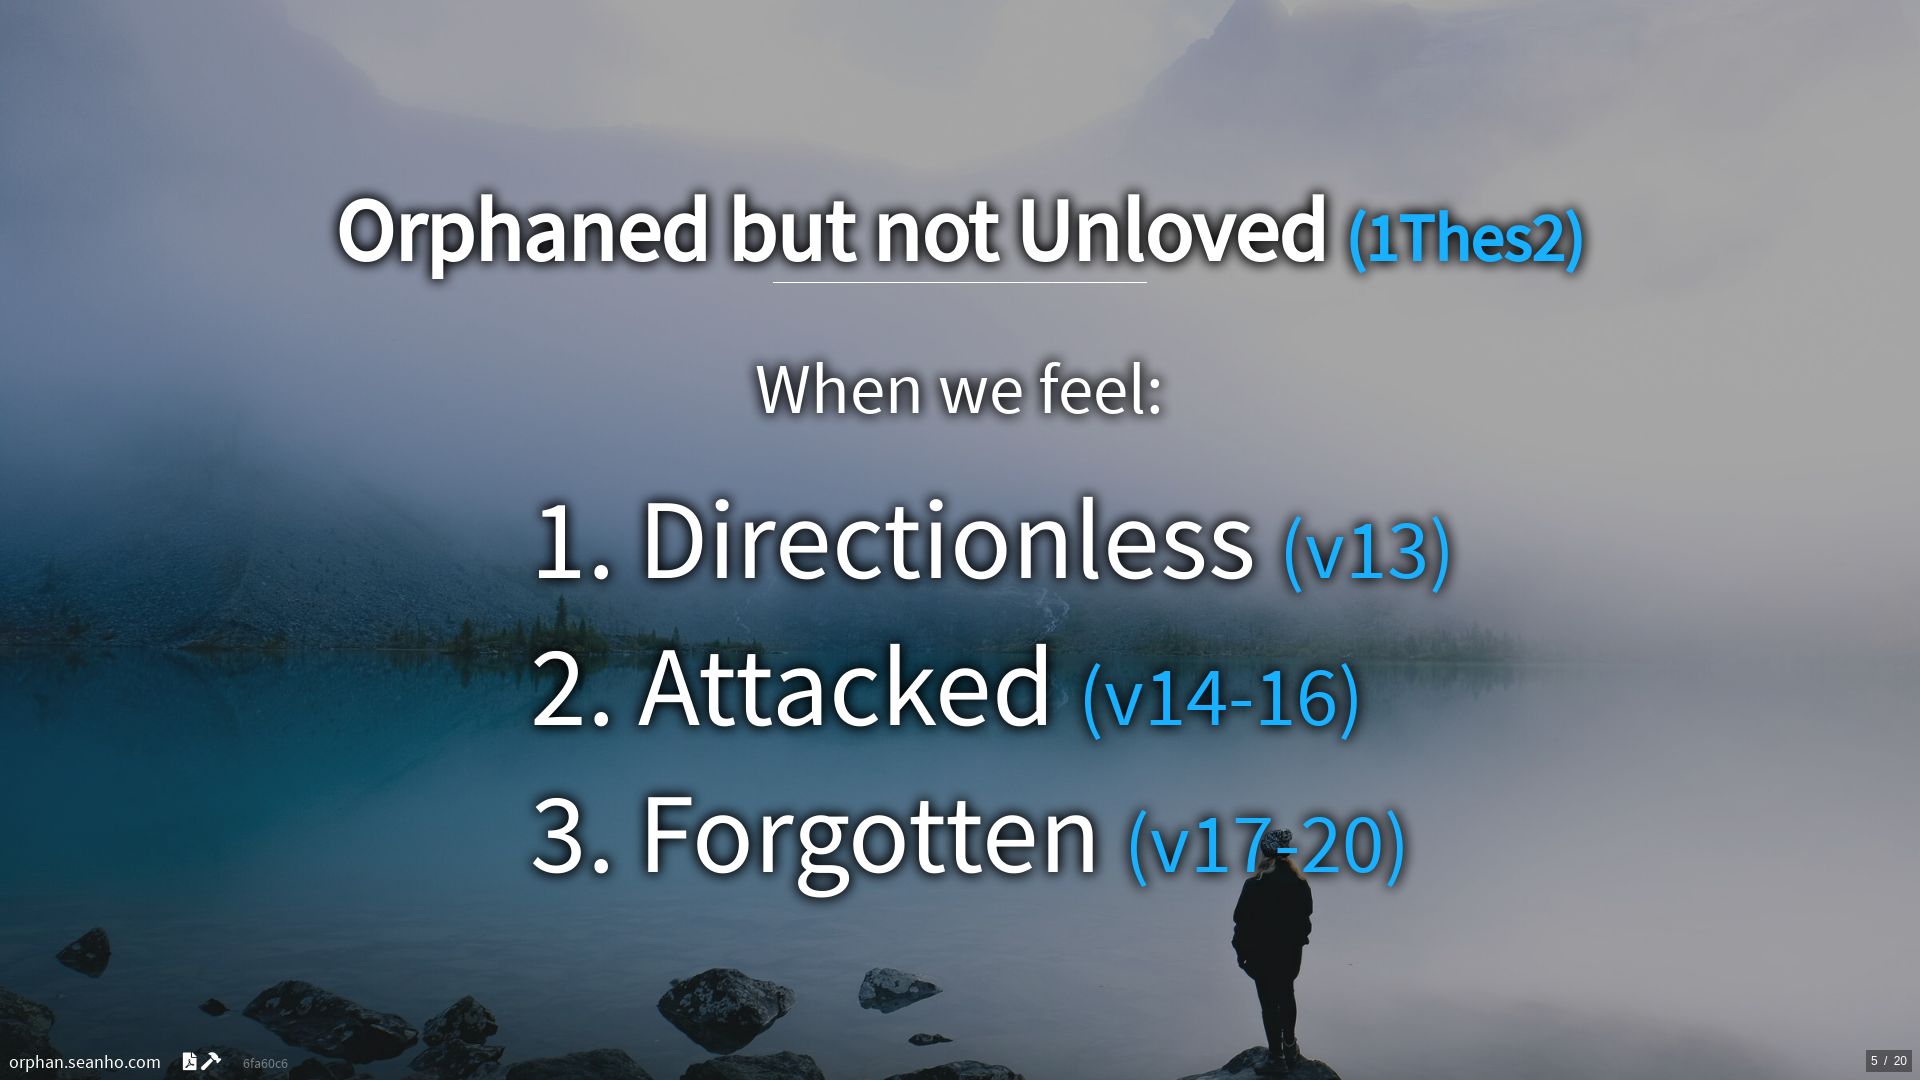 Orphaned but not Unloved (1Thes2)
When we feel:
1. Directionless (v13)
2. Attacked (v14-16)
3. Forgotten (v17-20)
orphan.seanho.com 6fa60c6
5 / 20